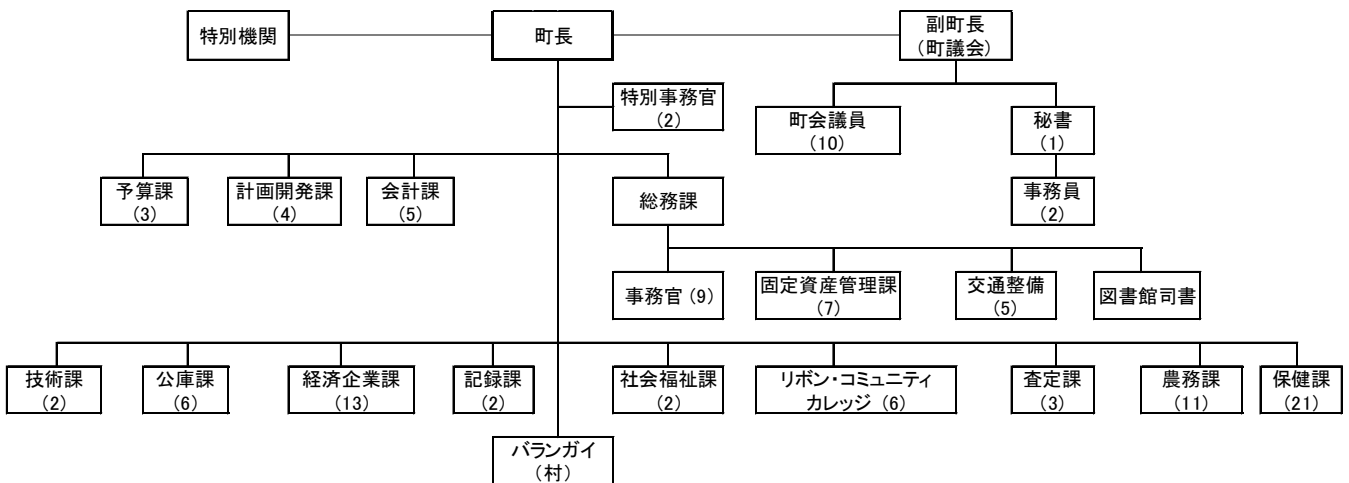 特別機関
町長
副町長
(町議会)
特別事務官
(2)
町会議員
(10)
秘書
(1)
予算課
(3)
計画開発課
(4)
会計課
(5)
総務課
事務員
(2)
事務官 (9)
固定資産管理課
(7)
交通整備
(5)
図書館司書
技術課
(2)
公庫課
(6)
経済企業課
(13)
記録課
(2)
社会福祉課
(2)
リボン・コミュニティ
カレッジ (6)
査定課
(3)
農務課
(11)
保健課
(21)
バランガイ
(村)